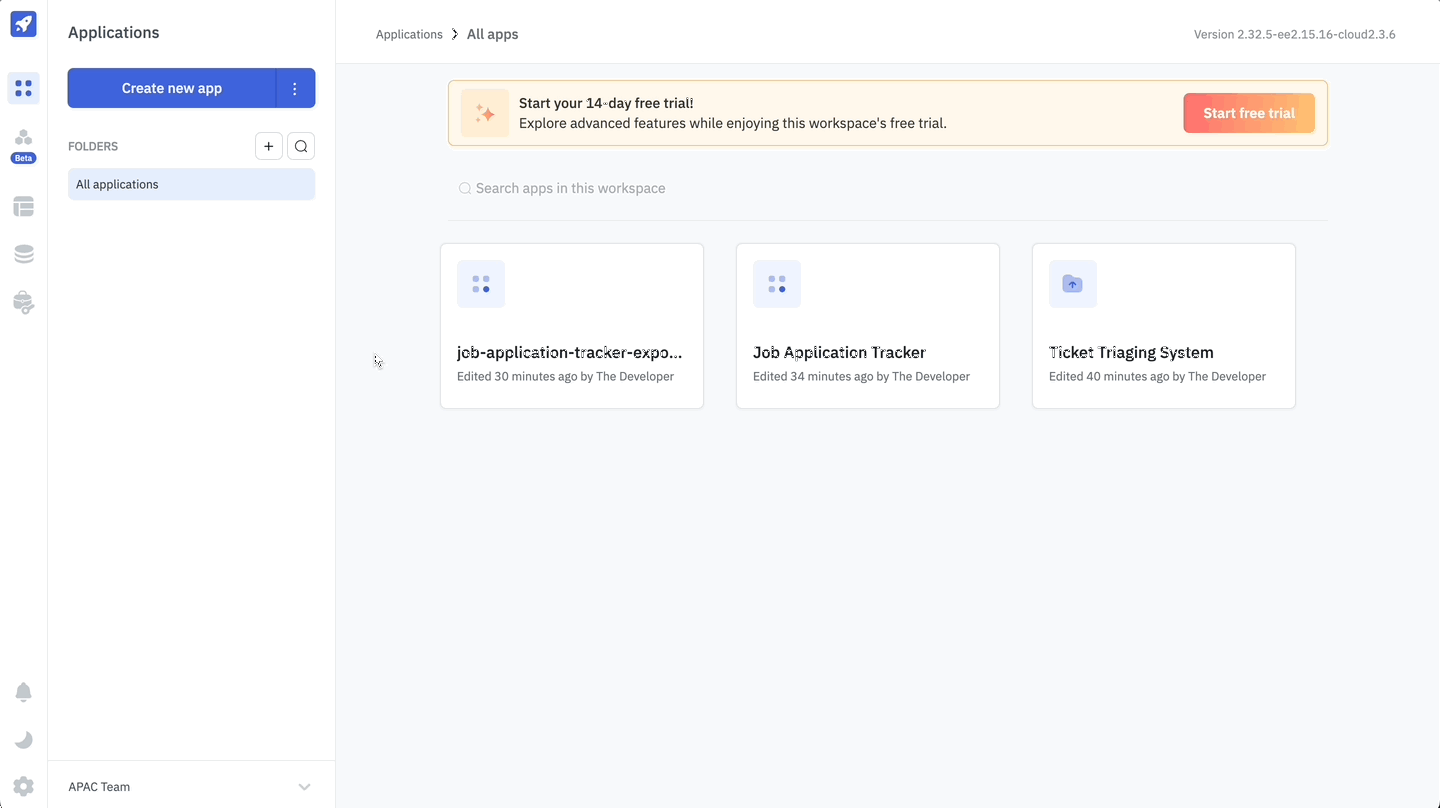 Applications
Create new app
Beta
FOLDERS
All applications
APAC Team
Applications
All apps
Version 2.32.5-ee2.15.16-cloud2.3.6
Start your 14-day free trial!
Explore advanced features while enjoying this workspace's free trial.
Start free trial
Search apps in this workspace
job-application-tracker-expo...
Edited 30 minutes ago by The Developer
Job Application Tracker
Edited 34 minutes ago by The Developer
Ticket Triaging System
Edited 40 minutes ago by The Developer